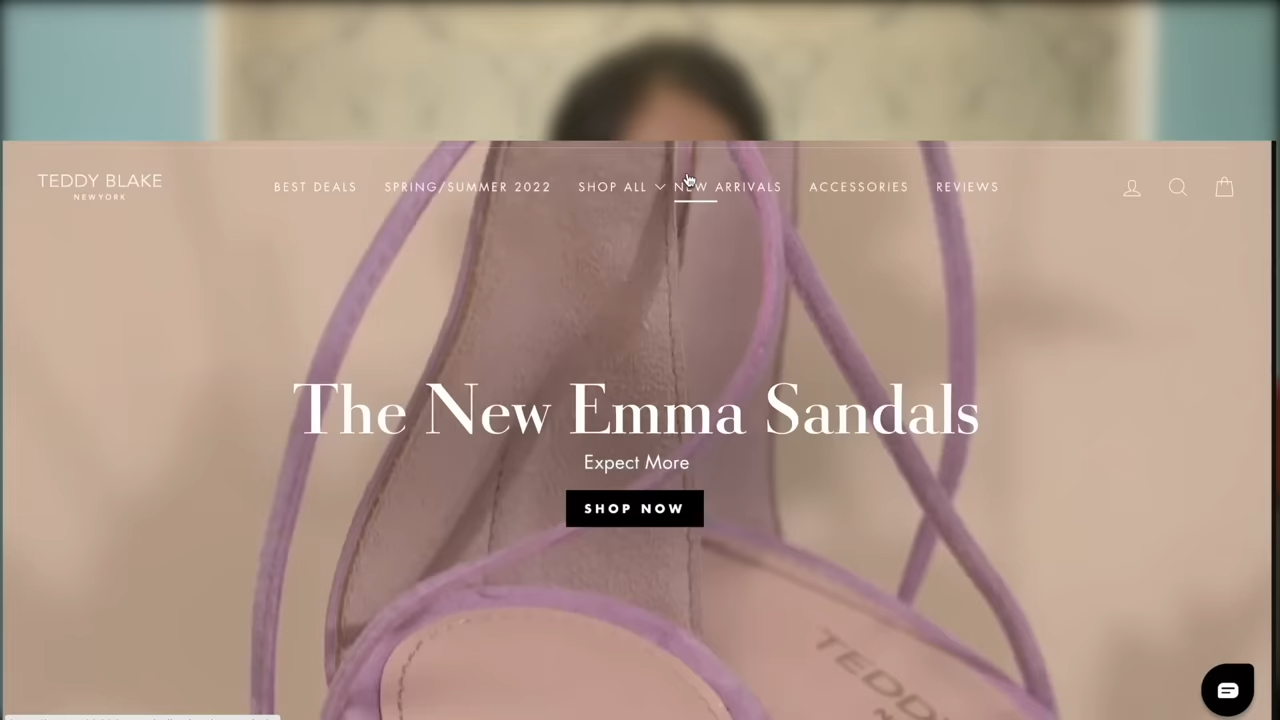 TEDDY BLAKE
NEWYORK
BEST DEALS
SPRING/SUMMER 2022
SHOP ALL
NEW ARRIVALS
ACCESSORIES
REVIEWS
The New Emma Sandals
Expect More
SHOP NOW